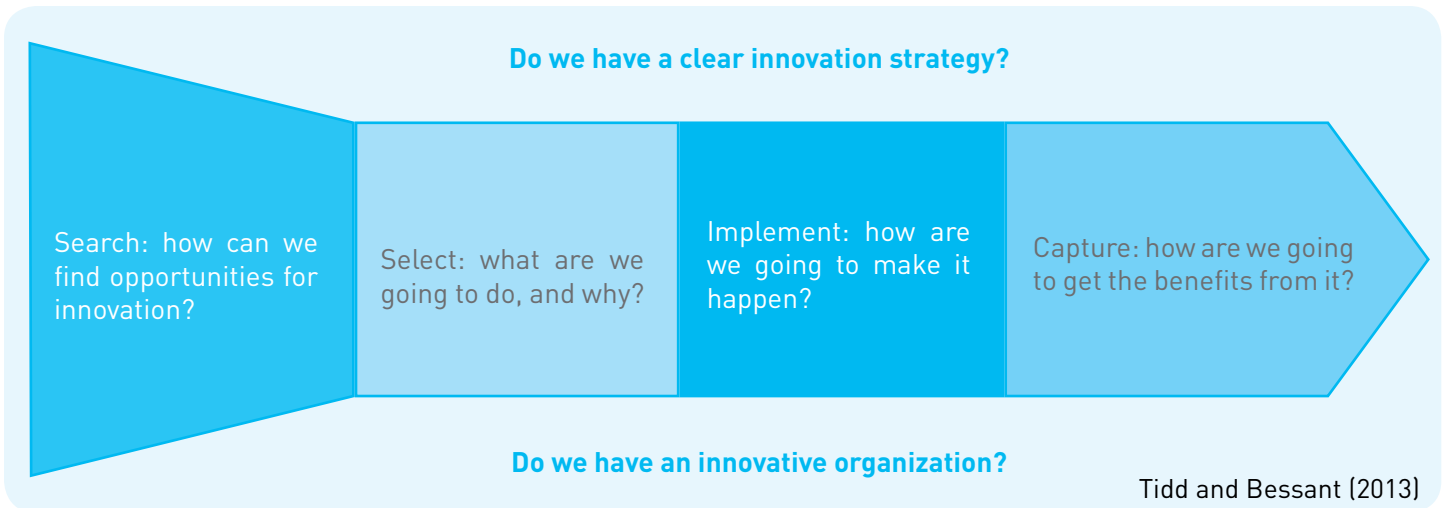 Do we have a clear innovation strategy?
Search: how can we
find opportunities for
innovation?
Select: what are we
going to do, and why?
Implement: how are
we going to make it
happen?
Capture: how are we going
to get the benefits from it?
Do we have an innovative organization?
Tidd and Bessant (2013)